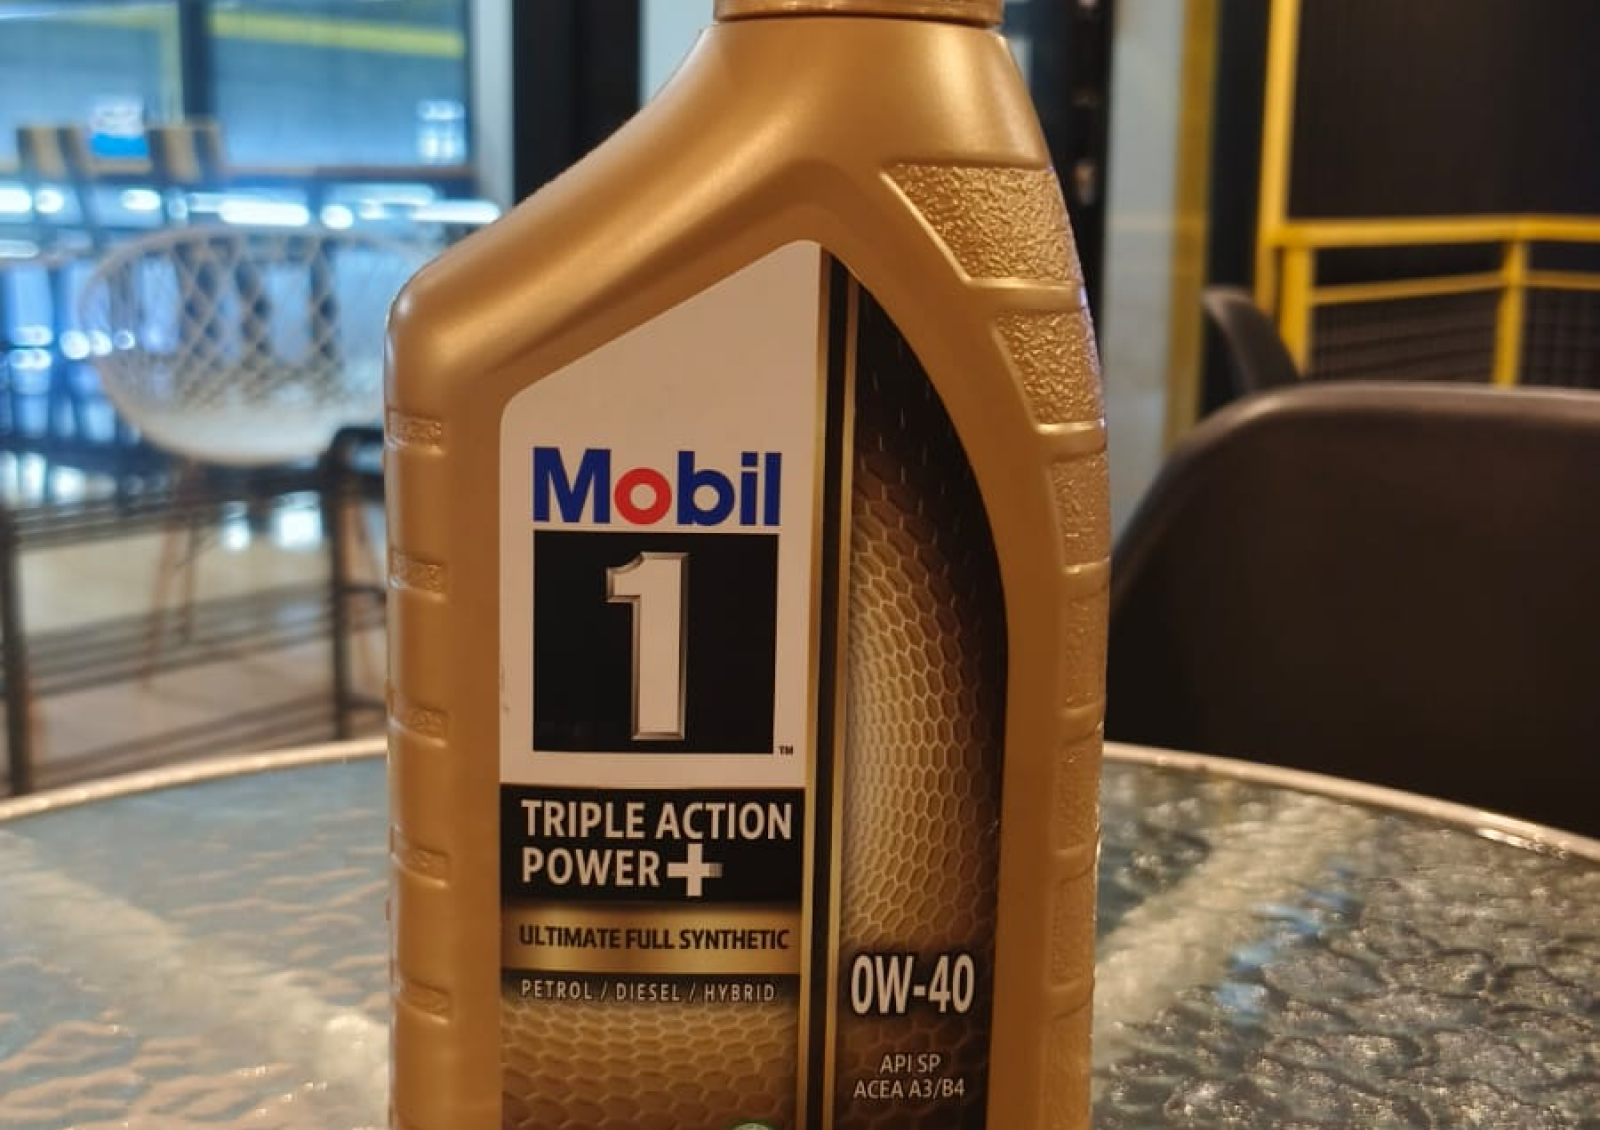 Mobil
1
TM
TRIPLE ACTION
POWER+
ULTIMATE FULL SYNTHETIC
PETROL / DIESEL / HYBRID
0W-40
API SP
ACEA A3/B4